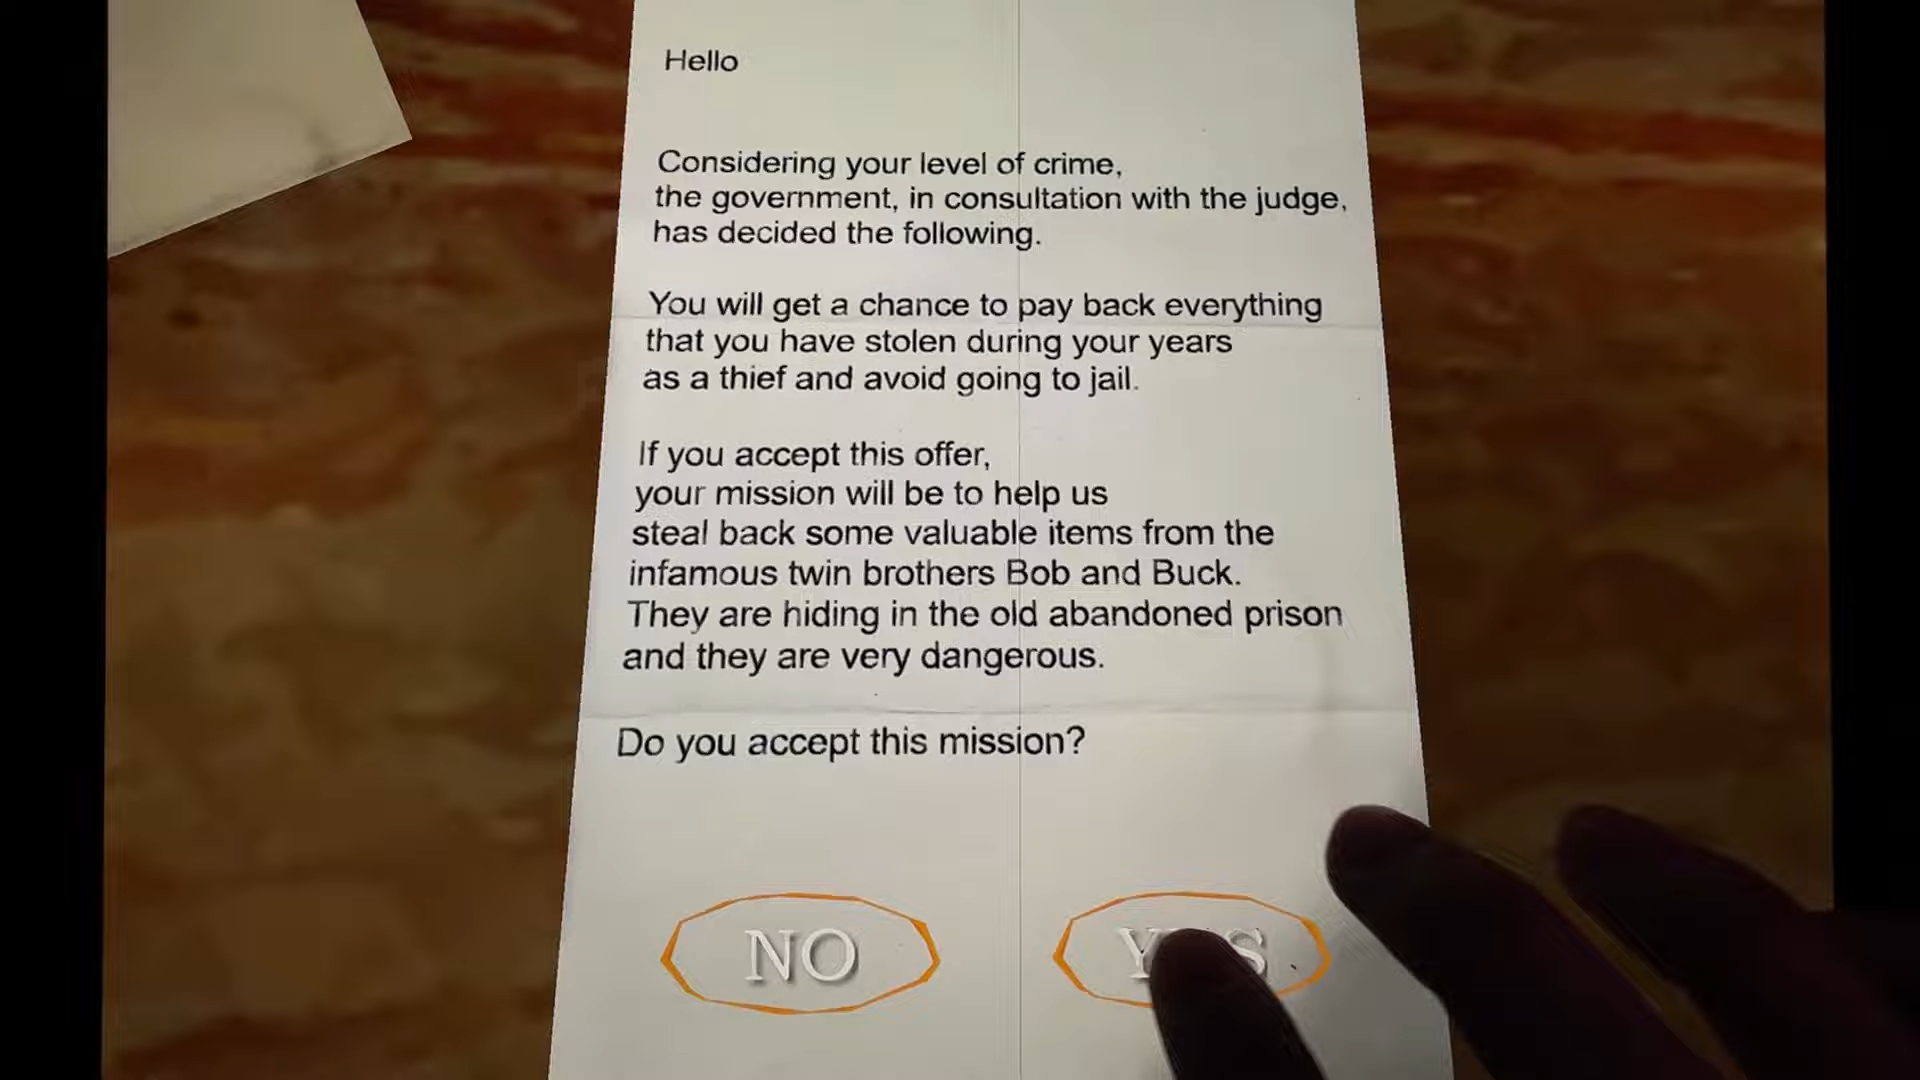 Hello
Considering your level of crime,
the government, in consultation with the judge,
has decided the following.
You will get a chance to pay back everything
that you have stolen during your years
as a thief and avoid going to jail.
If you accept this offer,
your mission will be to help us
steal back some valuable items from the
infamous twin brothers Bob and Buck.
They are hiding in the old abandoned prison
and they are very dangerous.
Do you accept this mission?
NO YES